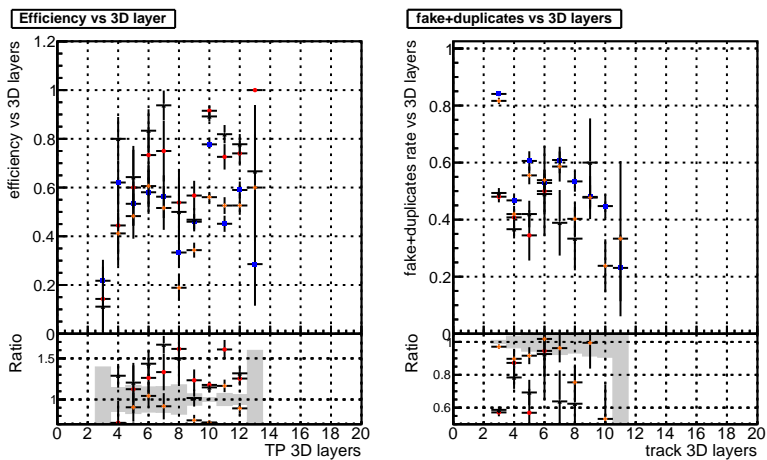 Efficiency vs 3D layer
efficiency vs 3D layers
1.2
1
0.8
0.6
0.4
0.2
0
Ratio
1.5
1
0 2 4 6 8 10 12 14 16 18 20
TP 3D layers
fake+duplicates vs 3D layers
fake+duplicates rate vs 3D layers
1
0.8
0.6
0.4
0.2
0
Ratio
1
0.8
0.6
0 2 4 6 8 10 12 14 16 18 20
track 3D layers